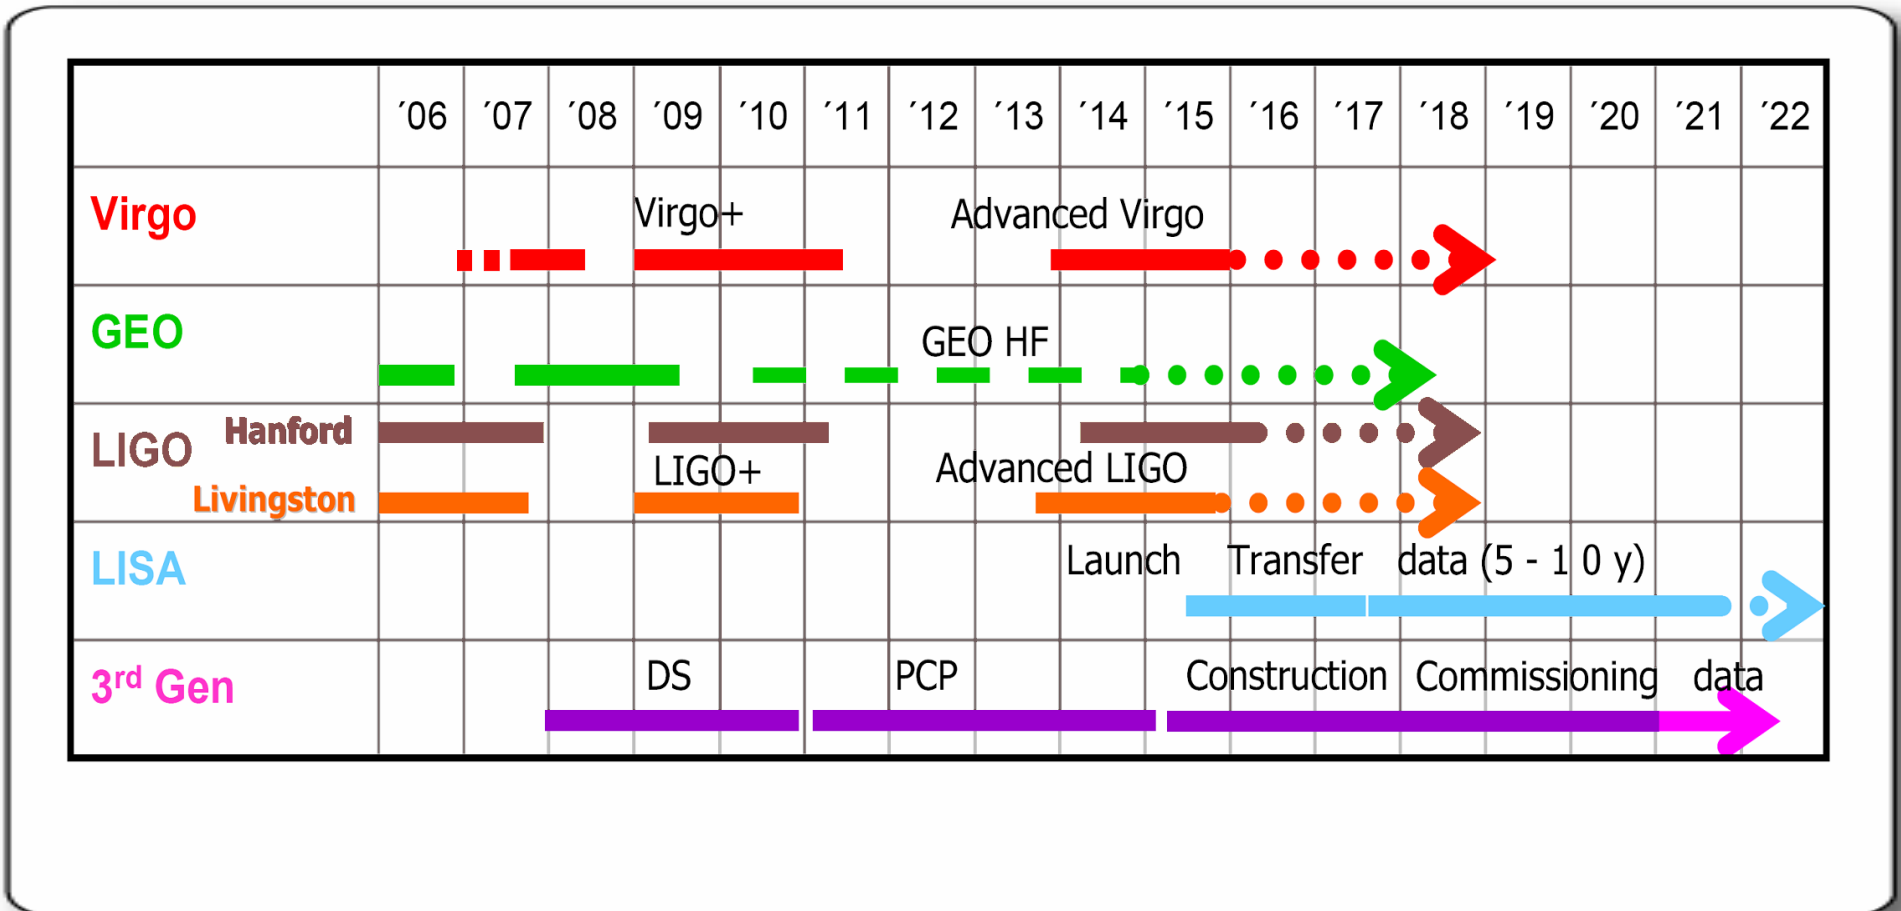 ´06 ´07 ´08 ´09 ´10 ´11 ´12 ´13 ´14 ´15 ´16 ´17 ´18 ´19 ´20 ´21 ´22
Virgo Virgo+ Advanced Virgo
GEO GEO HF
LIGO Hanford
LIGO+ Advanced LIGO
Livingston
LISA Launch Transfer data (5 - 1 0 y)
3rd Gen DS PCP Construction Commissioning data